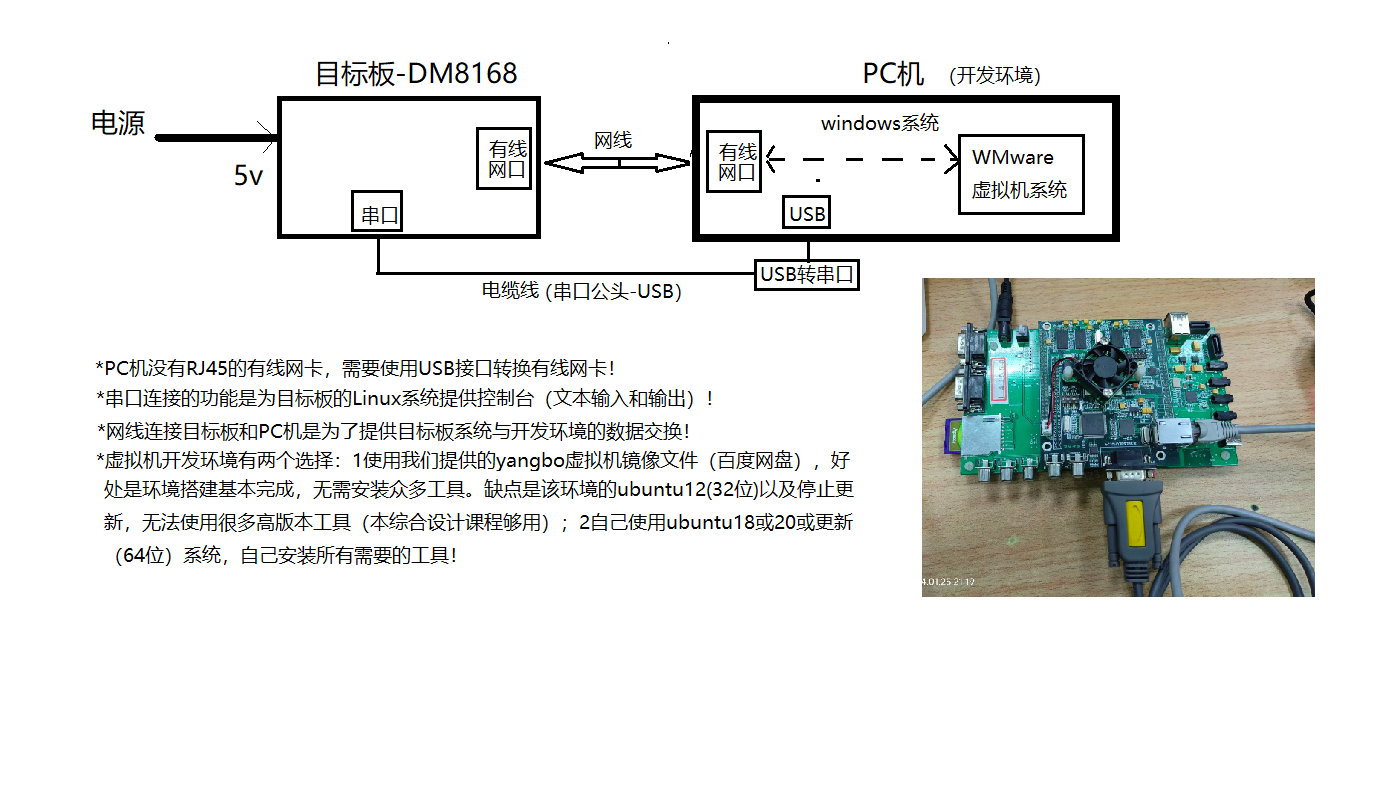 目标板-DM8168
PC机 (开发环境)
电源
5v
有线
网口
串口
网线
windows系统
有线
网口
WMware
虚拟机系统
USB
USB转串口
电缆线 (串口公头-USB)
*PC机没有RJ45的有线网卡，需要使用USB接口转换有线网卡！
*串口连接的功能是为目标板的Linux系统提供控制台（文本输入和输出）！
*网线连接目标板和PC机是为了提供目标板系统与开发环境的数据交换！
*虚拟机开发环境有两个选择：1使用我们提供的yangbo虚拟机镜像文件（百度网盘），好
处是环境搭建基本完成，无需安装众多工具。缺点是该环境的ubuntu12(32位)以及停止更
新，无法使用很多高版本工具（本综合设计课程够用）；2自己使用ubuntu18或20或更新
（64位）系统，自己安装所有需要的工具！
4.01.25 21:19